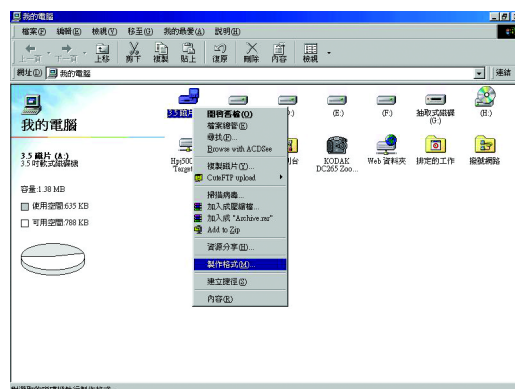 我的電腦
檔案(F) 編輯(E) 檢視(V) 移至(G) 我的最愛(A) 說明(H)
上一頁 下一頁 上移 剪下 複製 貼上 復原 刪除 內容 檢視
網址(D) 我的電腦 連結
我的電腦
3.5 磁片 (A:)
3.5 吋軟式磁碟機
容量:1.38 MB
使用空間:635 KB
可用空間:788 KB
3.5 磁片
(E:)
(F:)
抽取式磁碟
(G:)
(H:)
KODAK
DC265 Zoo...
Web 資料夾
排定的工作
撥號網路
開啓舊檔(O)
檔案總管(E)
尋找(F)...
Browse with ACDSee
複製磁片(Y)...
CuteFTP upload
掃描病毒...
加入成壓縮檔...
加入成 "Archive.rar"
Add to Zip
資源分享(H)...
製作格式(M)...
建立捷徑(S)
內容(R)